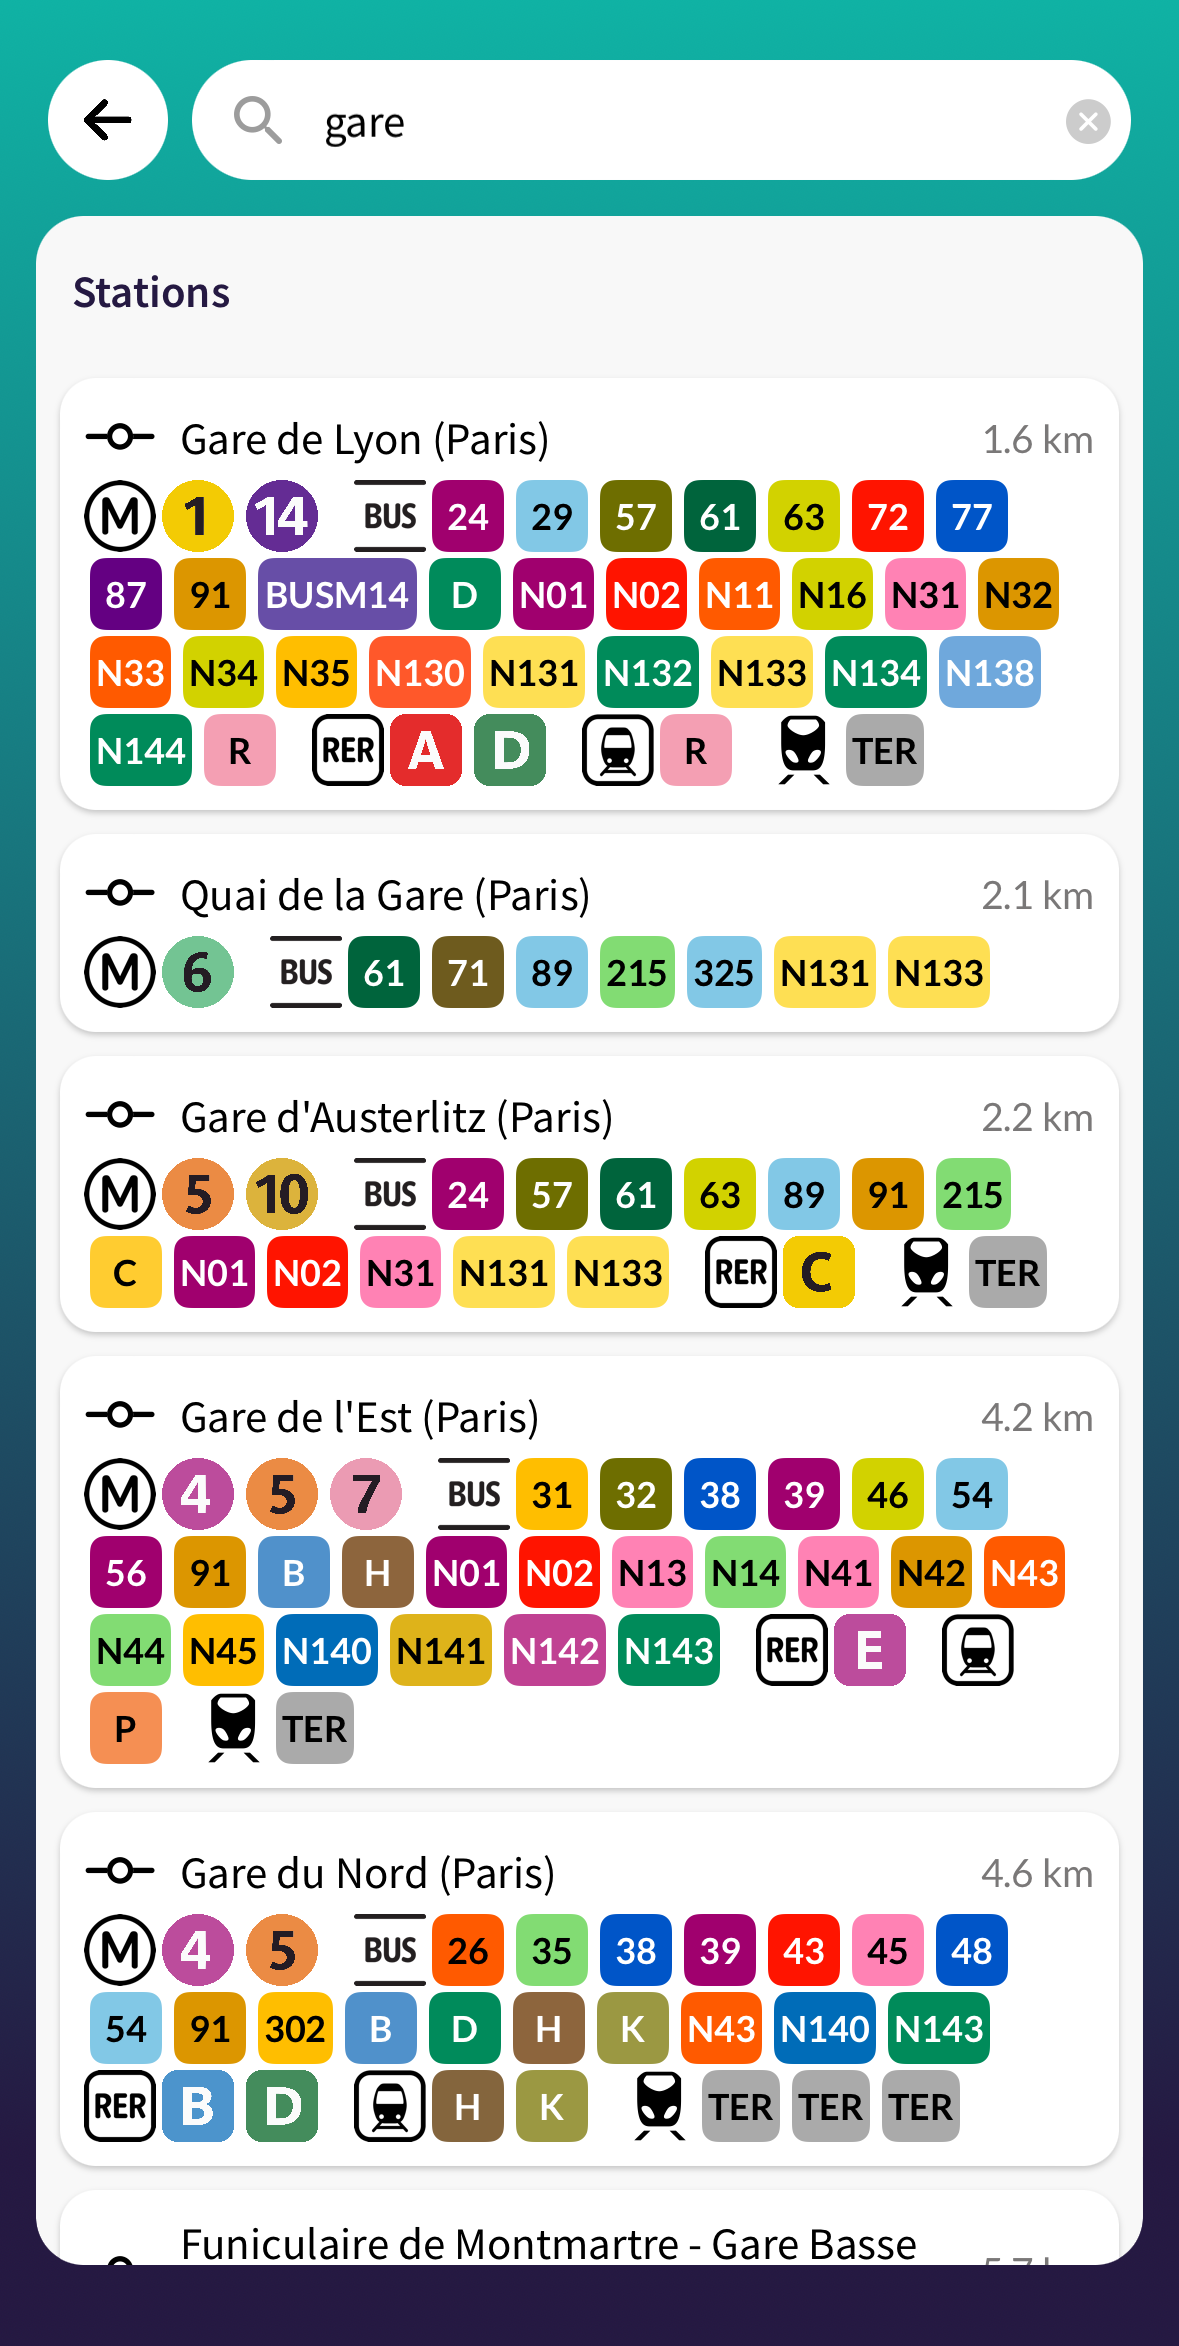 gare
Stations
Gare de Lyon (Paris) 1.6 km
M 1 14 BUS 24 29 57 61 63 72 77
87 91 BUSM14 D N01 N02 N11 N16 N31 N32
N33 N34 N35 N130 N131 N132 N133 N134 N138
N144 R RER A D R TER
Quai de la Gare (Paris) 2.1 km
M 6 BUS 61 71 89 215 325 N131 N133
Gare d'Austerlitz (Paris) 2.2 km
M 5 10 BUS 24 57 61 63 89 91 215
C N01 N02 N31 N131 N133 RER C TER
Gare de l'Est (Paris) 4.2 km
M 4 5 7 BUS 31 32 38 39 46 54
56 91 B H N01 N02 N13 N14 N41 N42 N43
N44 N45 N140 N141 N142 N143 RER E
P TER
Gare du Nord (Paris) 4.6 km
M 4 5 BUS 26 35 38 39 43 45 48
54 91 302 B D H K N43 N140 N143
RER B D H K TER TER TER
Funiculaire de Montmartre - Gare Basse